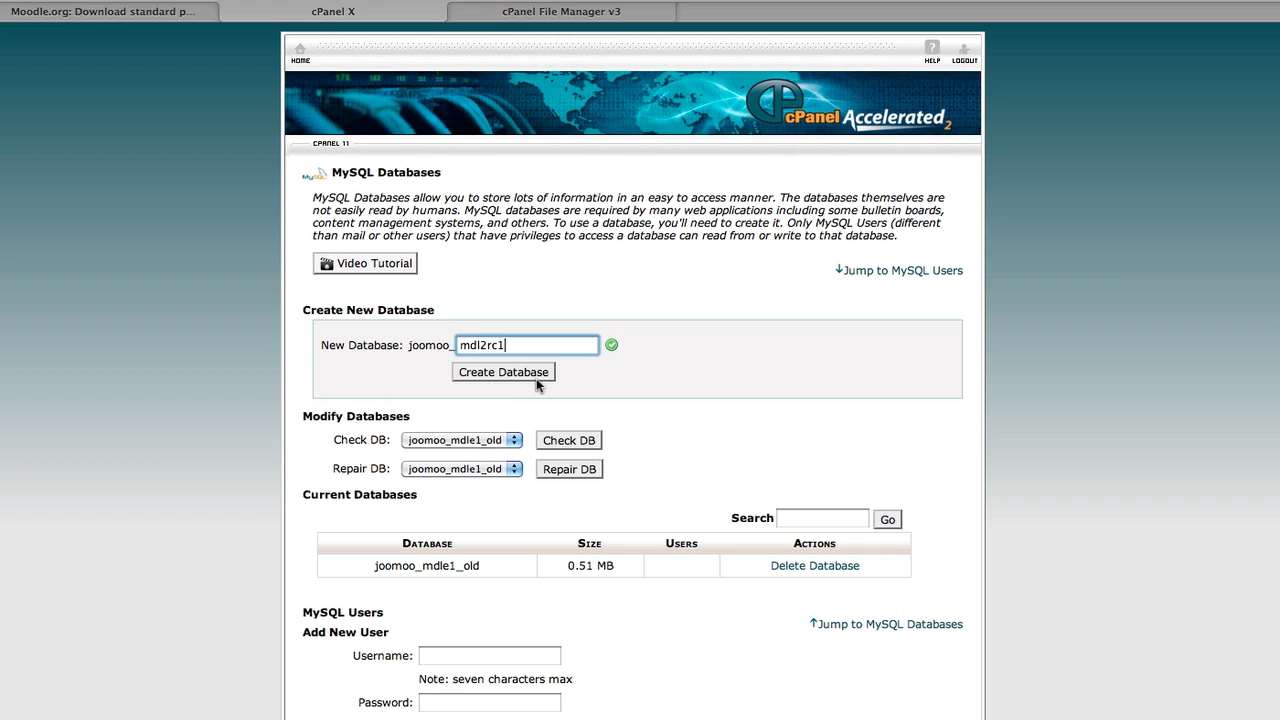 Moodle.org: Download standard p...
cPanel X
cPanel File Manager v3
HOME
HELP
LOGOUT
cPanel Accelerated2
CPANEL 11
MySQL
MySQL Databases
MySQL Databases allow you to store lots of information in an easy to access manner. The databases themselves are
not easily read by humans. MySQL databases are required by many web applications including some bulletin boards,
content management systems, and others. To use a database, you'll need to create it. Only MySQL Users (different
than mail or other users) that have privileges to access a database can read from or write to that database.
Video Tutorial
Jump to MySQL Users
Create New Database
New Database: joomoo_ mdl2rc1
Create Database
Modify Databases
Check DB: joomoo_mdle1_old Check DB
Repair DB: joomoo_mdle1_old Repair DB
Current Databases
Search Go
DATABASE SIZE USERS ACTIONS
joomoo_mdle1_old 0.51 MB Delete Database
MySQL Users
Jump to MySQL Databases
Add New User
Username:
Note: seven characters max
Password: